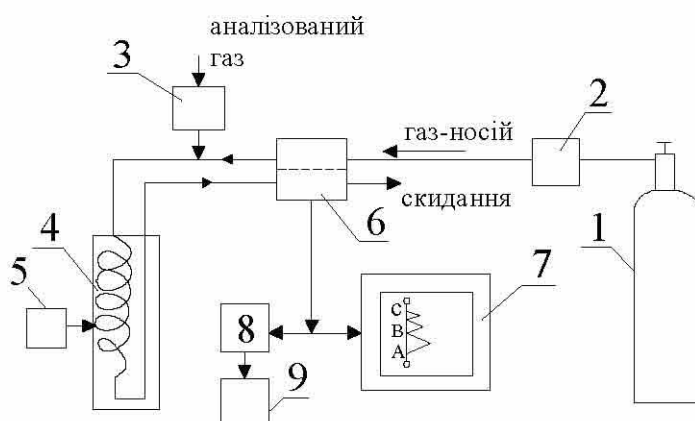 аналізований
газ
3
2
газ-носій
скидання
6
1
4
5
7
С
В
А
8
9